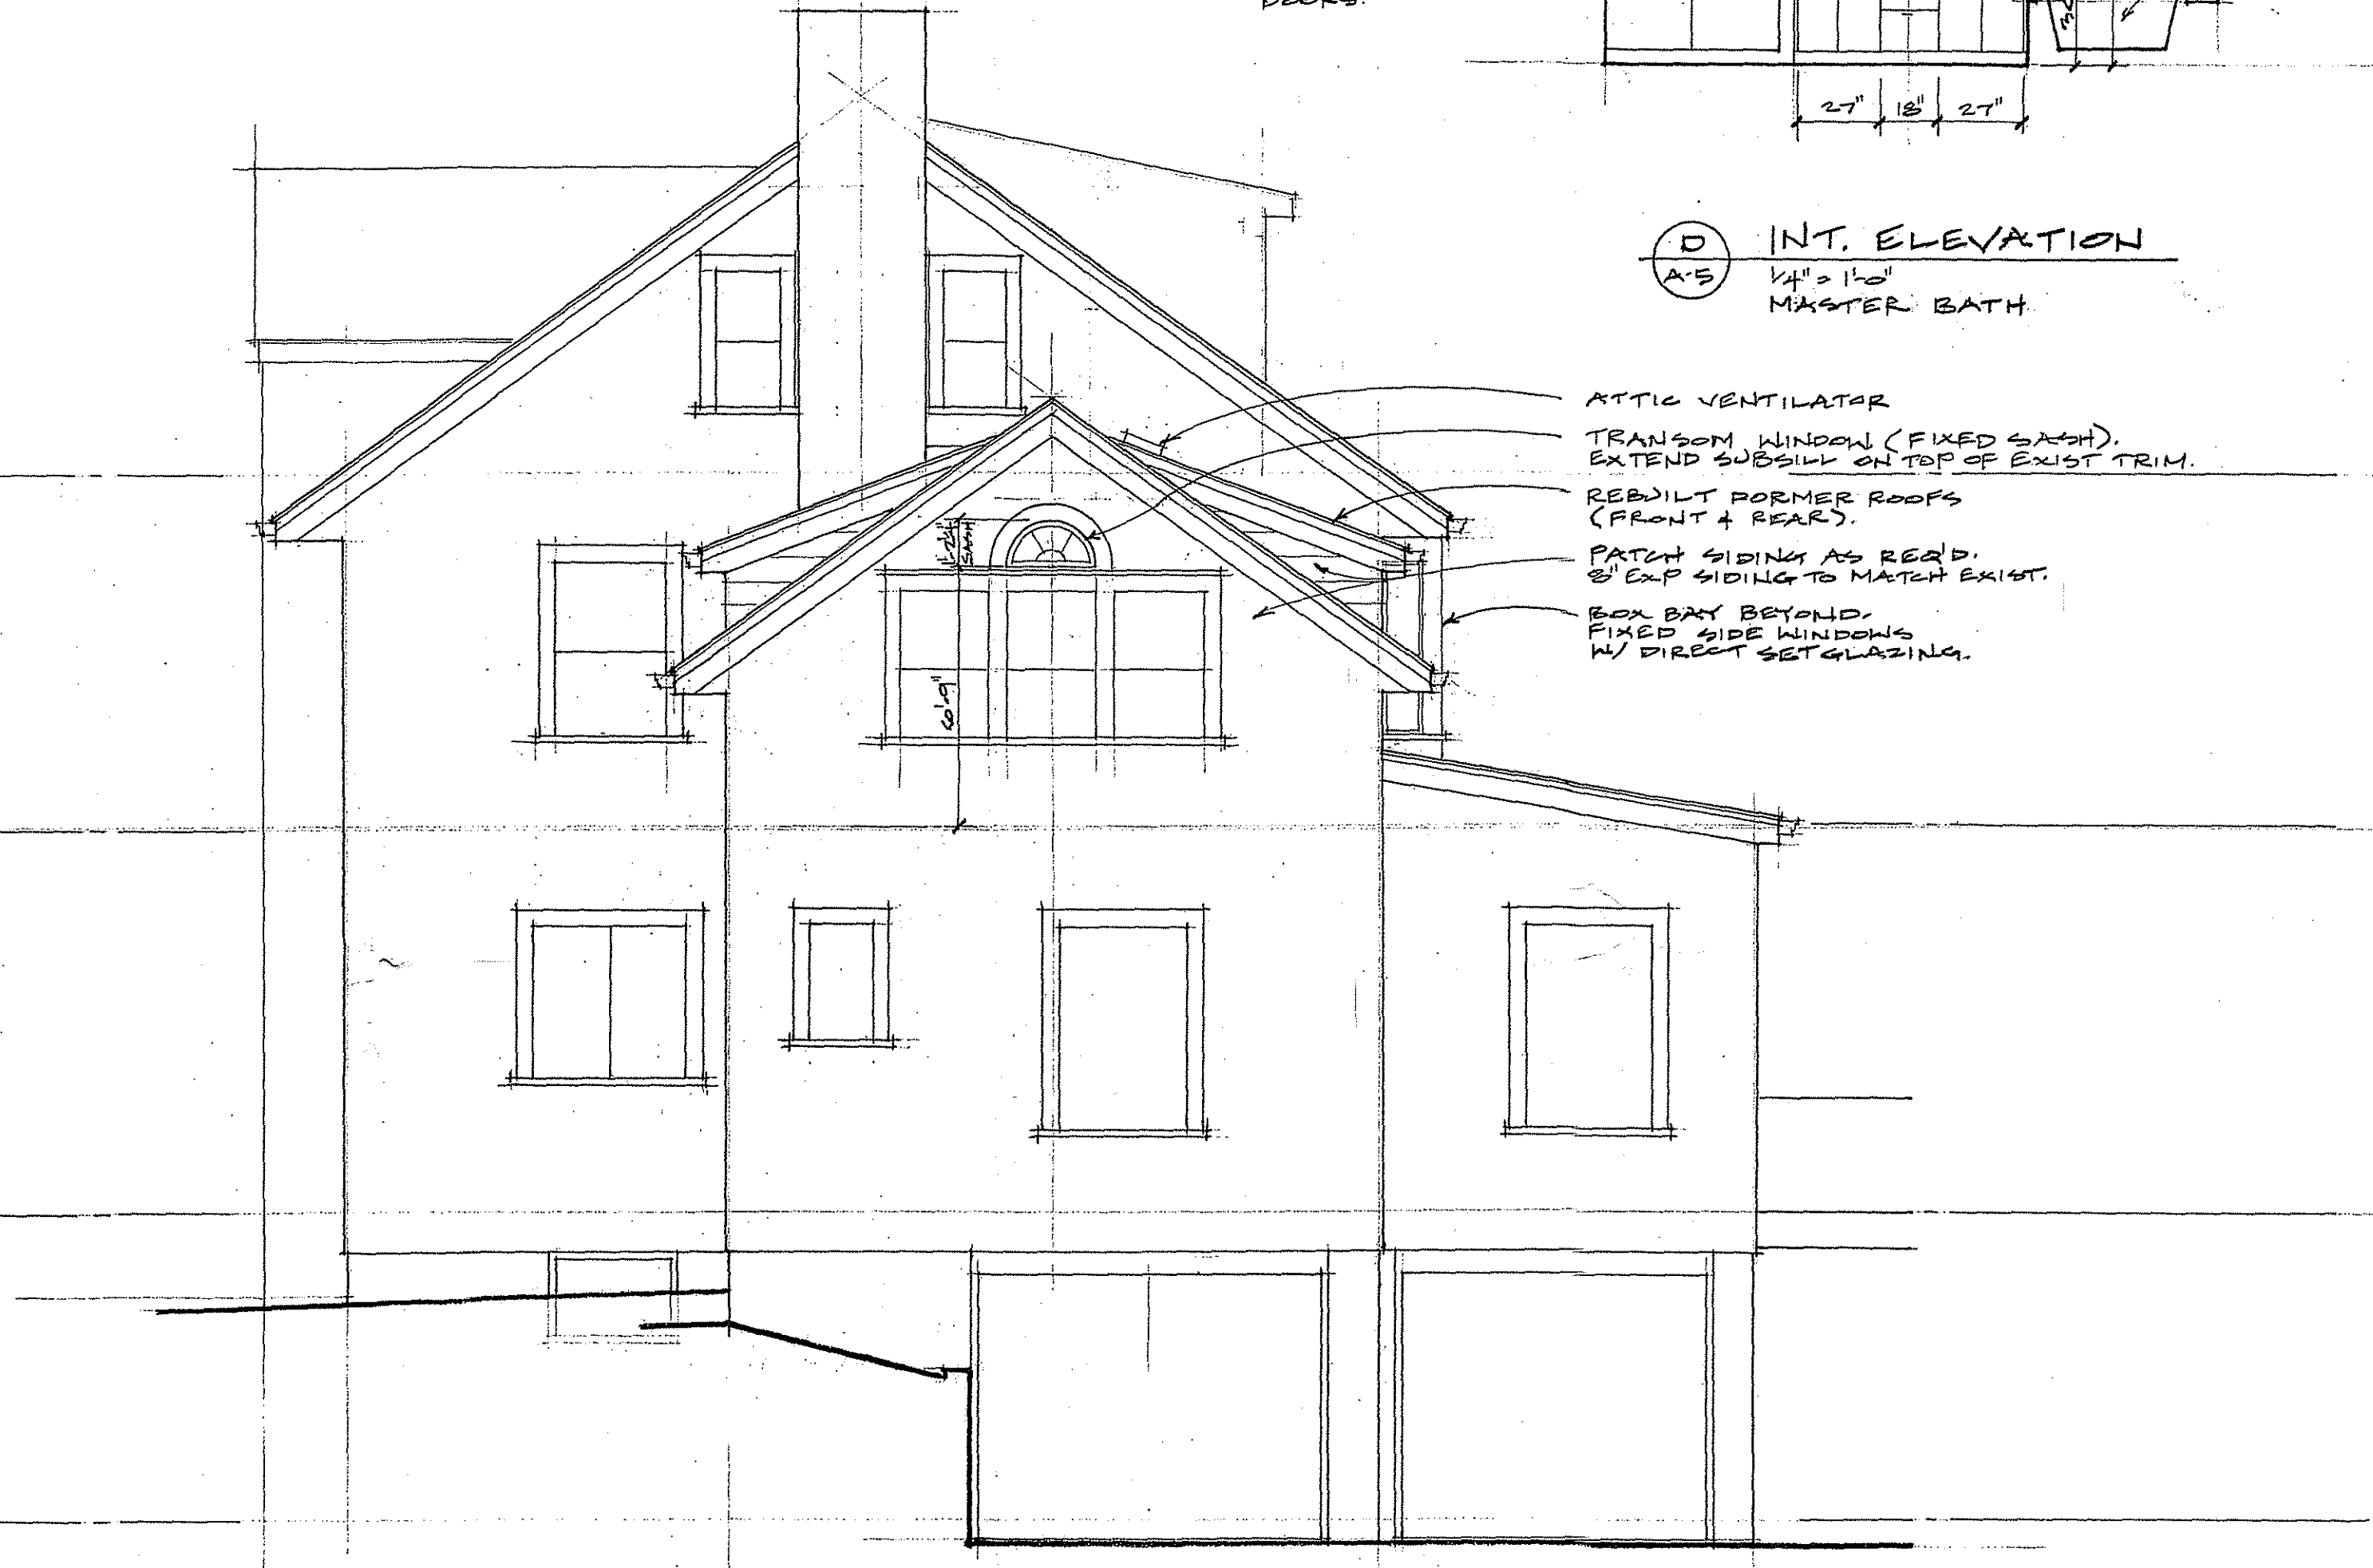 DOORS.
27" 18" 27"
D
A-5
INT. ELEVATION
1/4" = 1'-0"
MASTER BATH
ATTIC VENTILATOR
TRANSOM WINDOW (FIXED SASH).
EXTEND SUBSILL ON TOP OF EXIST TRIM.
REBUILT DORMER ROOFS
(FRONT & REAR).
PATCH SIDING AS REQ'D.
8" EXP SIDING TO MATCH EXIST.
BOX BAY BEYOND.
FIXED SIDE WINDOWS
W/ DIRECT SET GLAZING.
SASH
6'-9"